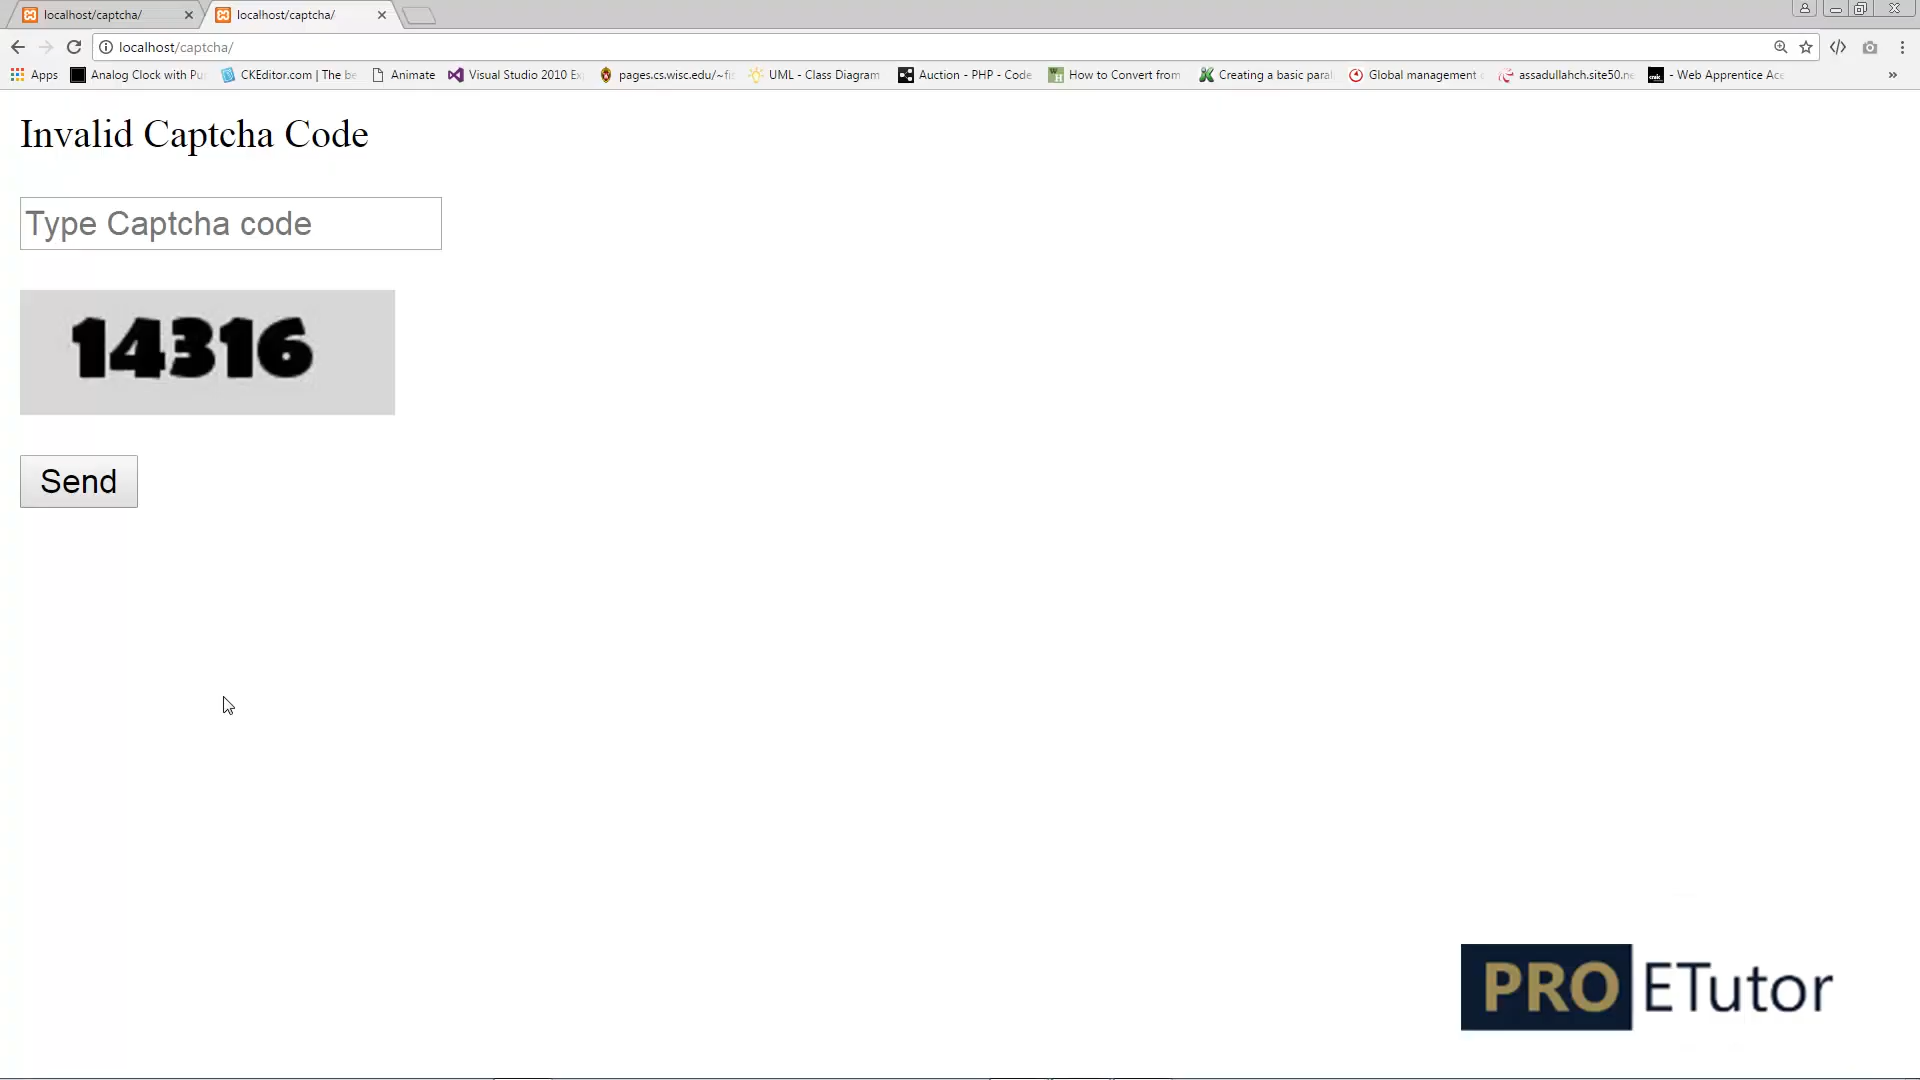 localhost/captcha/
localhost/captcha/
localhost/captcha/
Apps
Analog Clock with Pu
CKEditor.com | The be
Animate
Visual Studio 2010 Ex
pages.cs.wisc.edu/~fi
UML - Class Diagram
Auction - PHP - Code
How to Convert from
Creating a basic paral
Global management
assadullahch.site50.ne
- Web Apprentice Ace
»
Invalid Captcha Code
Type Captcha code
14316
Send
PRO ETutor